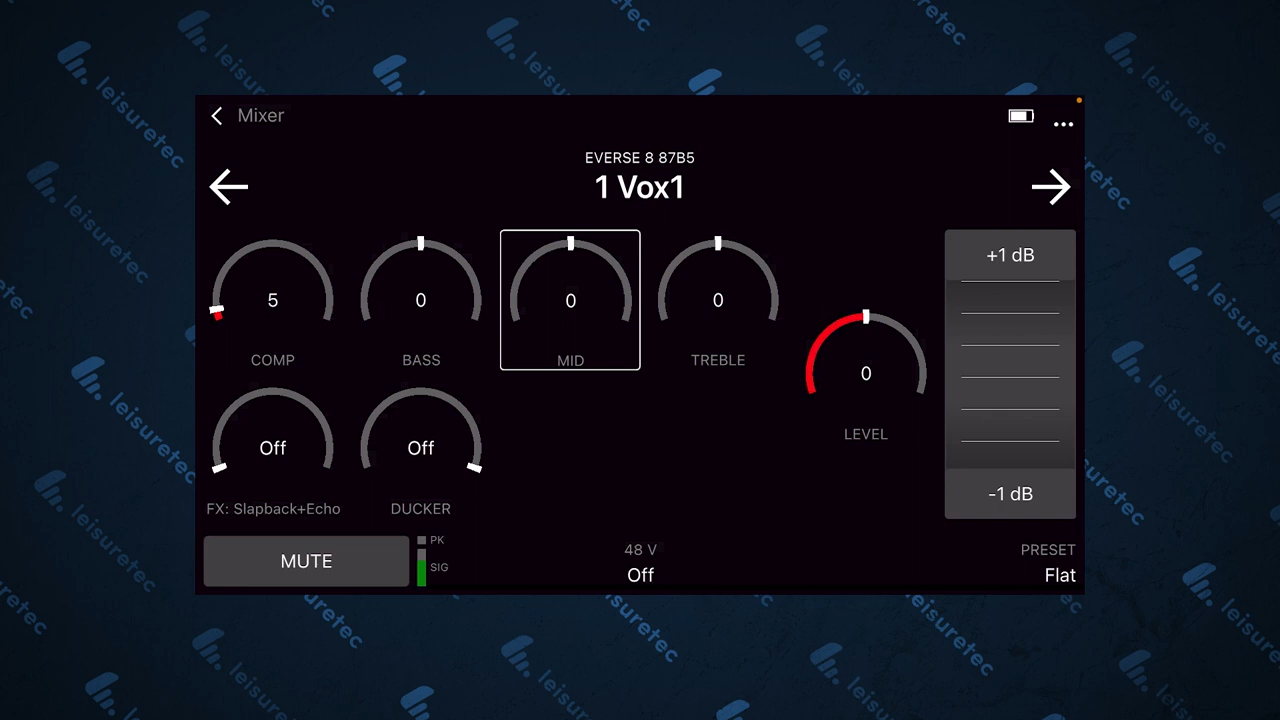 Mixer
...
EVERSE 8 87B5
1 Vox1
5
0
0
0
+1 dB
COMP
BASS
MID
TREBLE
0
LEVEL
Off
Off
-1 dB
FX: Slapback+Echo
DUCKER
MUTE
PK
SIG
48 V
Off
PRESET
Flat
leisuretec